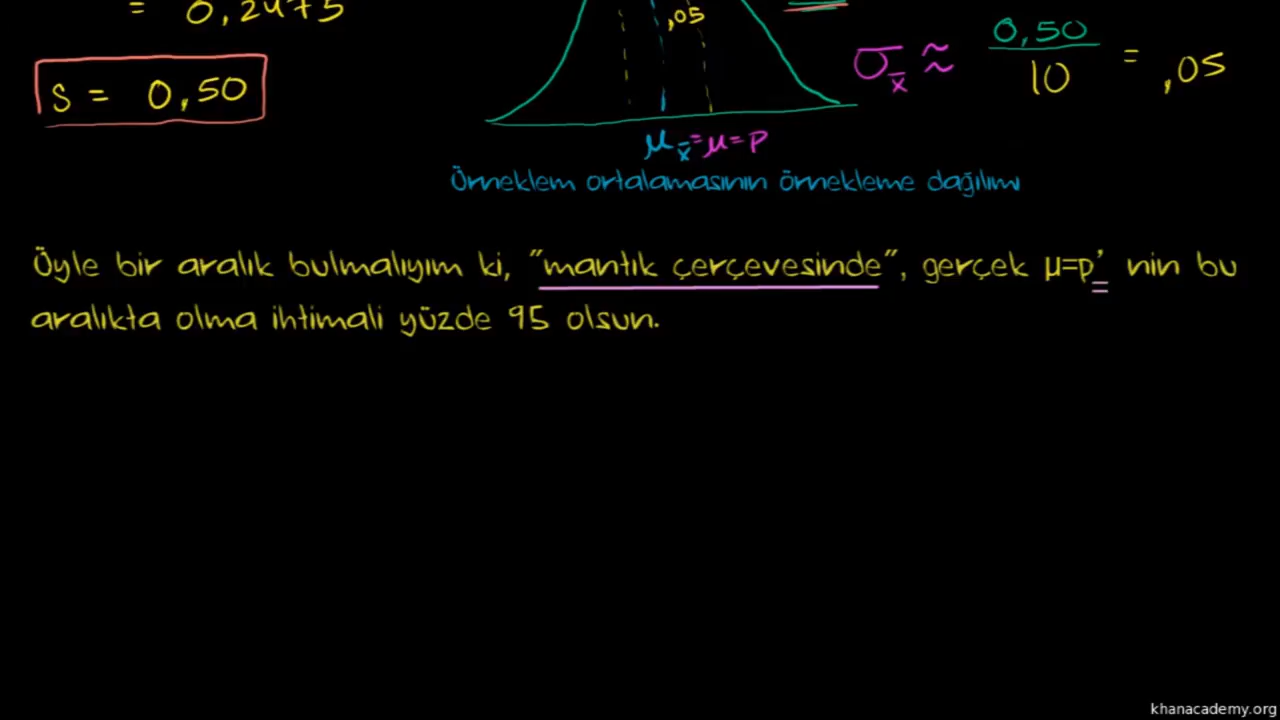 = 0,2475
,05
0,50
σx̄ ≈ 10 = ,05
s = 0,50
μx̄=μ=p
Örneklem ortalamasının örnekleme dağılımı
Öyle bir aralık bulmalıyım ki, "mantık çerçevesinde", gerçek μ=p' nin bu
aralıkta olma ihtimali yüzde 95 olsun.
khanacademy.org